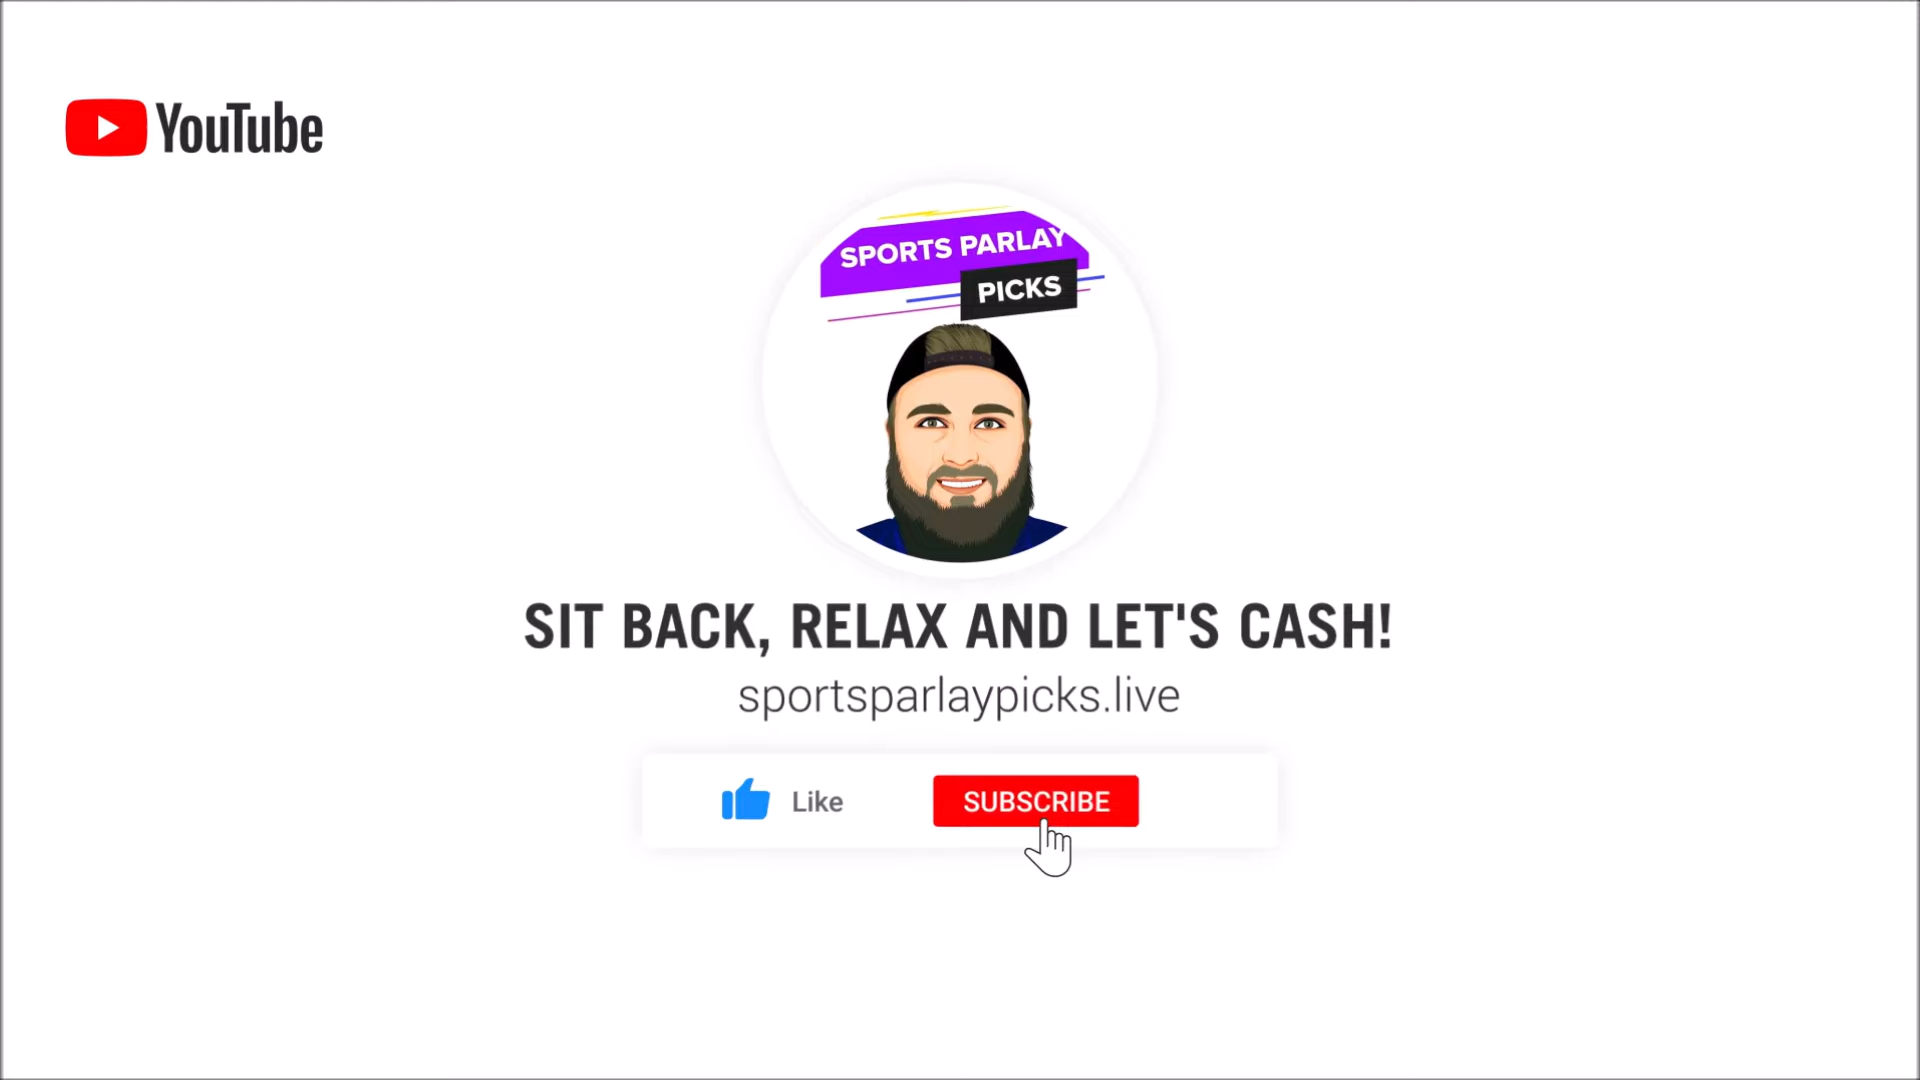 YouTube
SPORTS PARLAY
PICKS
SIT BACK, RELAX AND LET'S CASH!
sportsparlaypicks.live
Like
SUBSCRIBE